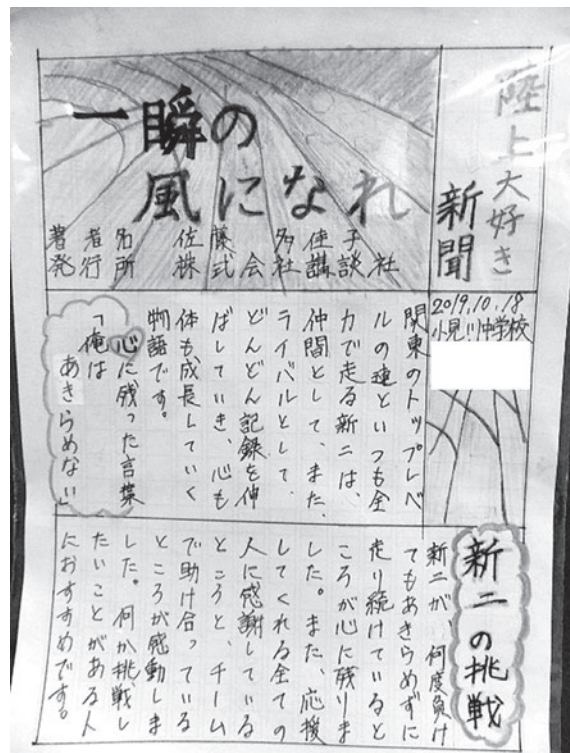 陸上大好き
新聞
2019.10.18
小見川中学校
一瞬の
風になれ
著者名 佐藤多佳子
発行所 株式会社講談社
関東のトップレベ
ルの連といつも全
力で走る新二は、
仲間として、また、
ライバルとして、
どんどん記録を伸
ばしていき、心も
体も成長していく
物語です。
心に残った言葉
「俺は
あきらめない」
新二の挑戦
新二が、何度負け
てもあきらめずに
走り続けていると
ころが心に残りま
した。また、応援
してくれる全ての
人に感謝している
ところと、チーム
で助け合っている
ところが感動しま
した。何か挑戦し
たいことがある人
におすすめです。